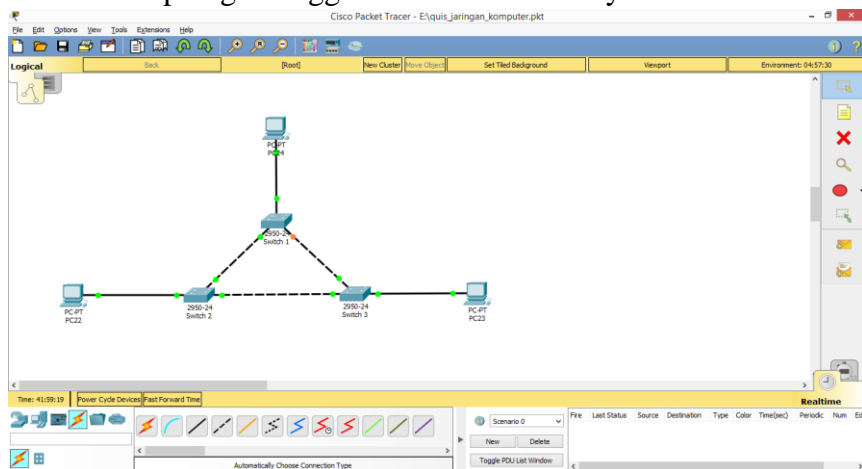 Cisco Packet Tracer - E:\quis_jaringan_komputer.pkt
File Edit Options View Tools Extensions Help
Logical Back [Root] New Cluster Move Object Set Tiled Background Viewport Environment: 04:57:30
PC-PT
PC24
2950-24
Switch 1
PC-PT
PC22
2950-24
Switch 2
2950-24
Switch 3
PC-PT
PC23
Time: 41:59:19 Power Cycle Devices Fast Forward Time Realtime
Scenario 0
New Delete
Toggle PDU List Window
Fire Last Status Source Destination Type Color Time(sec) Periodic Num Ed
Automatically Choose Connection Type